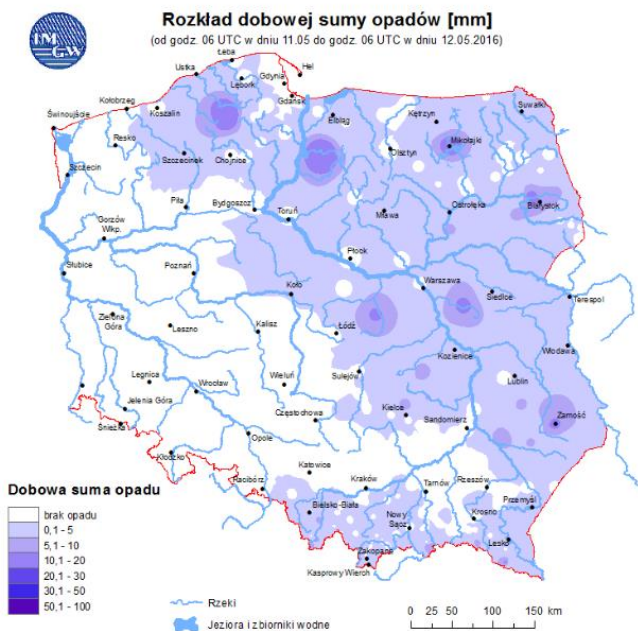 IM
GW
Rozkład dobowej sumy opadów [mm]
(od godz. 06 UTC w dniu 11.05 do godz. 06 UTC w dniu 12.05.2016)
Łeba
Hel
Ustka
Gdynia
Lębork
Gdańsk
Suwałki
Kołobrzeg
Koszalin
Elbląg
Kętrzyn
Świnoujście
Resko
Mikołajki
Olsztyn
Szczecinek
Chojnice
Szczecin
Piła
Bydgoszcz
Toruń
Mława
Ostrołęka
Białystok
Gorzów
Wlkp.
Płock
Słubice
Poznań
Koło
Warszawa
Siedlce
Terespol
Zielona
Góra
Leszno
Kalisz
Łódź
Kozienice
Włodawa
Legnica
Wrocław
Wieluń
Sulejów
Lublin
Jelenia Góra
Śnieżka
Częstochowa
Kielce
Sandomierz
Zamość
Opole
Kłodzko
Racibórz
Katowice
Kraków
Tarnów
Rzeszów
Bielsko-Biała
Nowy
Sącz
Krosno
Przemyśl
Lesko
Zakopane
Kasprowy Wierch
Dobowa suma opadu
brak opadu
0,1 - 5
5,1 - 10
10,1 - 20
20,1 - 30
30,1 - 50
50,1 - 100
Rzeki
Jeziora i zbiorniki wodne
0 25 50 100 150 km